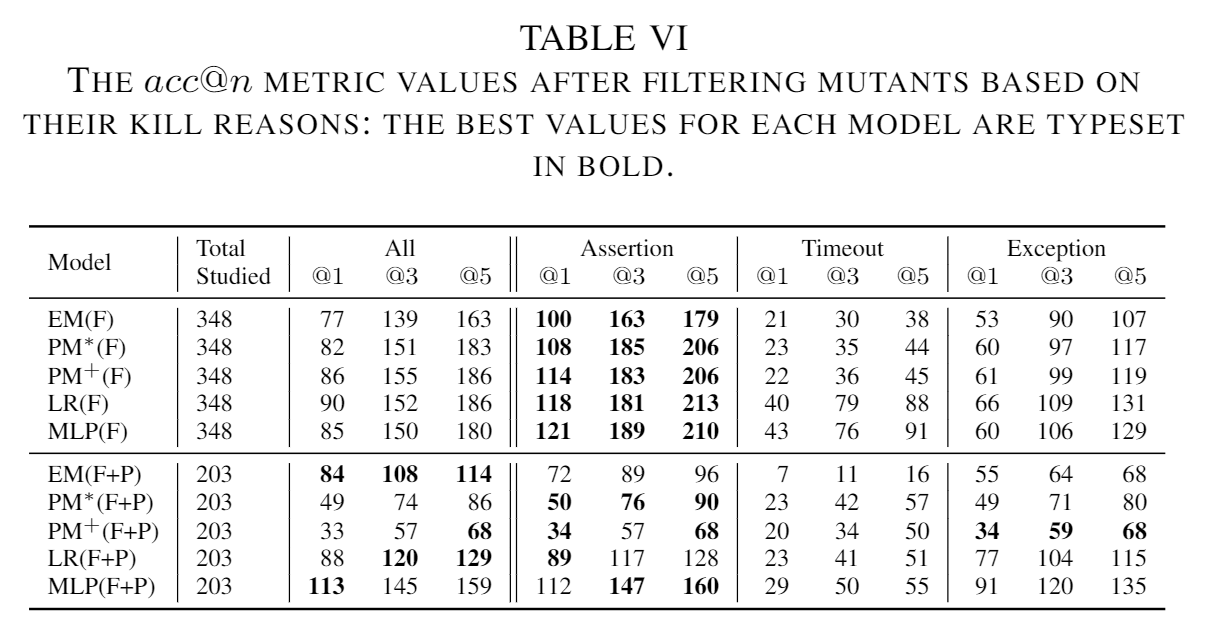 TABLE VI
THE acc@n METRIC VALUES AFTER FILTERING MUTANTS BASED ON
THEIR KILL REASONS: THE BEST VALUES FOR EACH MODEL ARE TYPESET
IN BOLD.
Model Total Studied All Assertion Timeout Exception
@1 @3 @5 @1 @3 @5 @1 @3 @5 @1 @3 @5
EM(F) 348 77 139 163 100 163 179 21 30 38 53 90 107
PM*(F) 348 82 151 183 108 185 206 23 35 44 60 97 117
PM+(F) 348 86 155 186 114 183 206 22 36 45 61 99 119
LR(F) 348 90 152 186 118 181 213 40 79 88 66 109 131
MLP(F) 348 85 150 180 121 189 210 43 76 91 60 106 129
EM(F+P) 203 84 108 114 72 89 96 7 11 16 55 64 68
PM*(F+P) 203 49 74 86 50 76 90 23 42 57 49 71 80
PM+(F+P) 203 33 57 68 34 57 68 20 34 50 34 59 68
LR(F+P) 203 88 120 129 89 117 128 23 41 51 77 104 115
MLP(F+P) 203 113 145 159 112 147 160 29 50 55 91 120 135